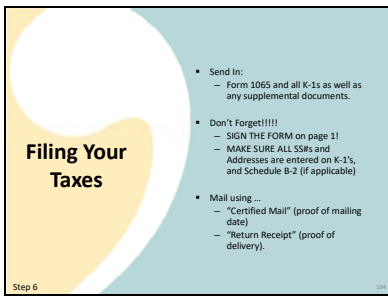 Filing Your
Taxes
▪ Send In:
– Form 1065 and all K-1s as well as
any supplemental documents.
▪ Don't Forget!!!!!
– SIGN THE FORM on page 1!
– MAKE SURE ALL SS#s and
Addresses are entered on K-1's,
and Schedule B-2 (if applicable)
▪ Mail using …
– "Certified Mail" (proof of mailing
date)
– "Return Receipt" (proof of
delivery).
Step 6
104